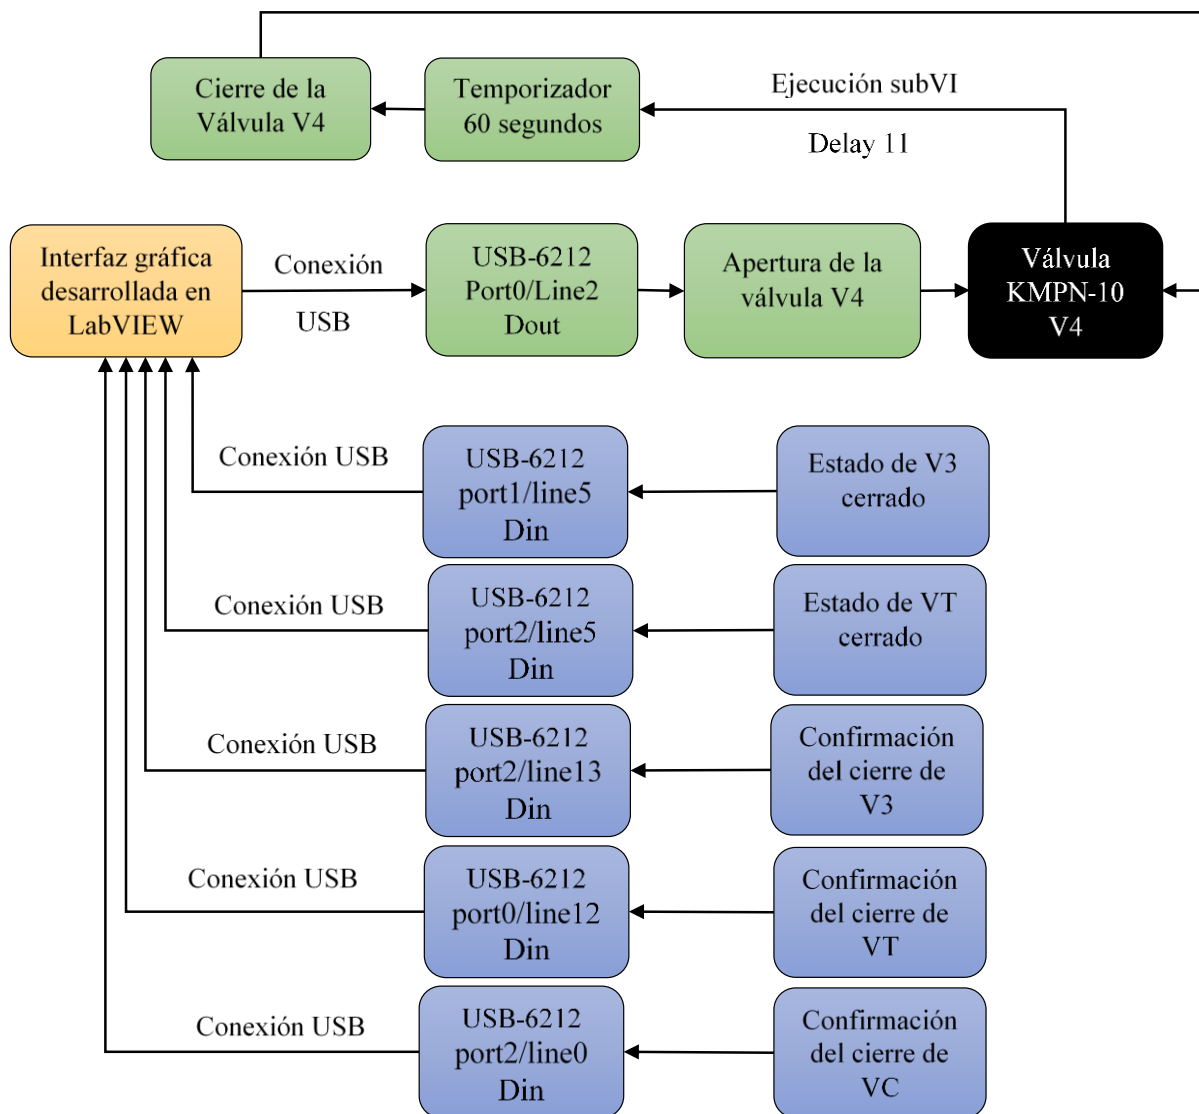 Cierre de la
Válvula V4
Temporizador
60 segundos
Ejecución subVI
Delay 11
Interfaz gráfica
desarrollada en
LabVIEW
Conexión
USB
USB-6212
Port0/Line2
Dout
Apertura de la
válvula V4
Válvula
KMPN-10
V4
Conexión USB
USB-6212
port1/line5
Din
Estado de V3
cerrado
Conexión USB
USB-6212
port2/line5
Din
Estado de VT
cerrado
Conexión USB
USB-6212
port2/line13
Din
Confirmación
del cierre de
V3
Conexión USB
USB-6212
port0/line12
Din
Confirmación
del cierre de
VT
Conexión USB
USB-6212
port2/line0
Din
Confirmación
del cierre de
VC